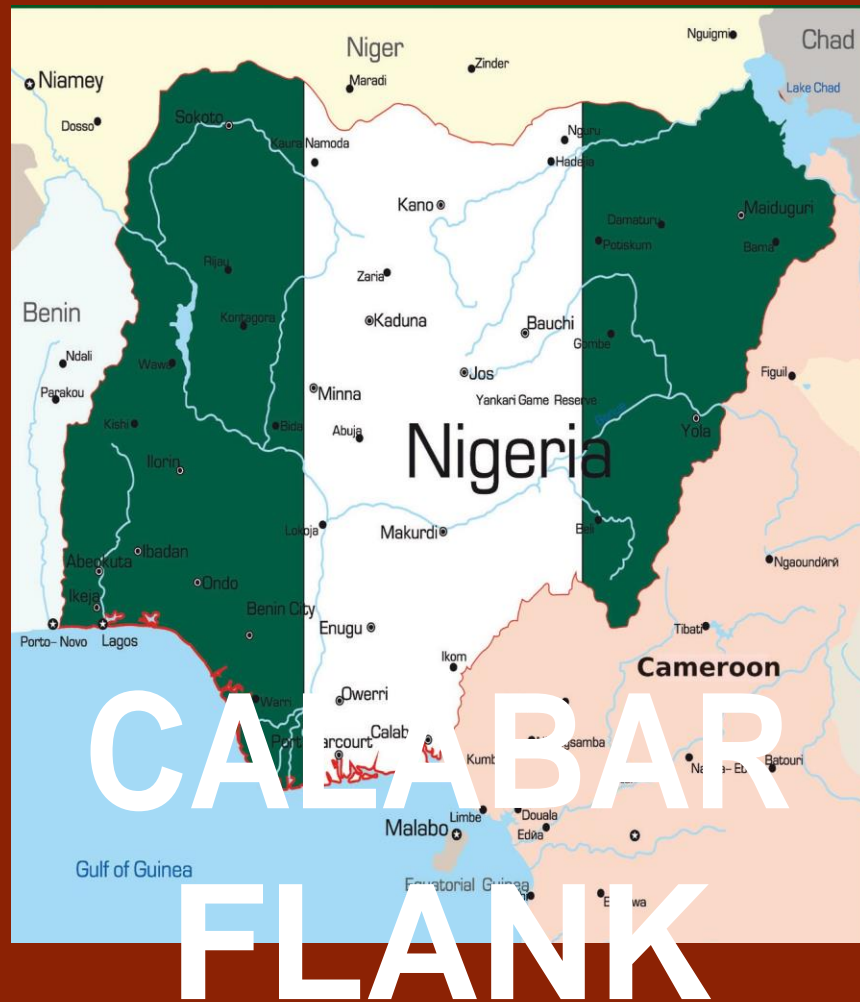 Nguigmi
Niger
Chad
Zinder
Niamey
Maradi
Lake Chad
Dosso
Sokoto
Nguru
Kaura Namoda
Hadejia
Kano
Maiduguri
Damaturu
Potiskum
Bama
Rijau
Zaria
Benin
Kontagora
Kaduna
Bauchi
Gombe
Ndali
Wawa
Jos
Figuil
Parakou
Minna
Yankari Game Reserve
Kishi
Bida
Abuja
Yola
Nigeria
Ilorin
Lokoja
Makurdi
Beli
Ibadan
Abeokuta
Ngaoundéré
Ondo
Ikeja
Benin City
Enugu
Tibati
Porto-Novo
Lagos
Ikom
Cameroon
Owerri
Warri
CALABAR
Batouri
Limbe
Douala
Malabo
Edéa
Gulf of Guinea
Equatorial Guinea
FLANK